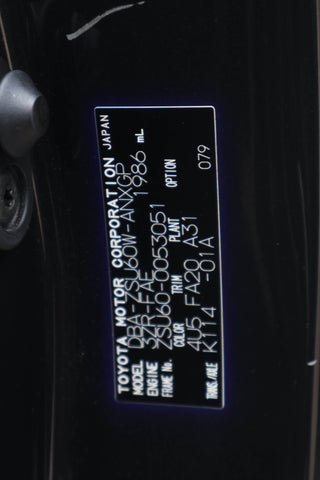 TOYOTA MOTOR CORPORATION JAPAN
MODEL DBA-ZSU60W-ANXGP
ENGINE 3ZR-FAE 1986 mL
FRAME No. ZSU60-0053051
COLOR TRIM PLANT OPTION
4U5 FA20 A31 079
TRANS/AXLE K114 -01A